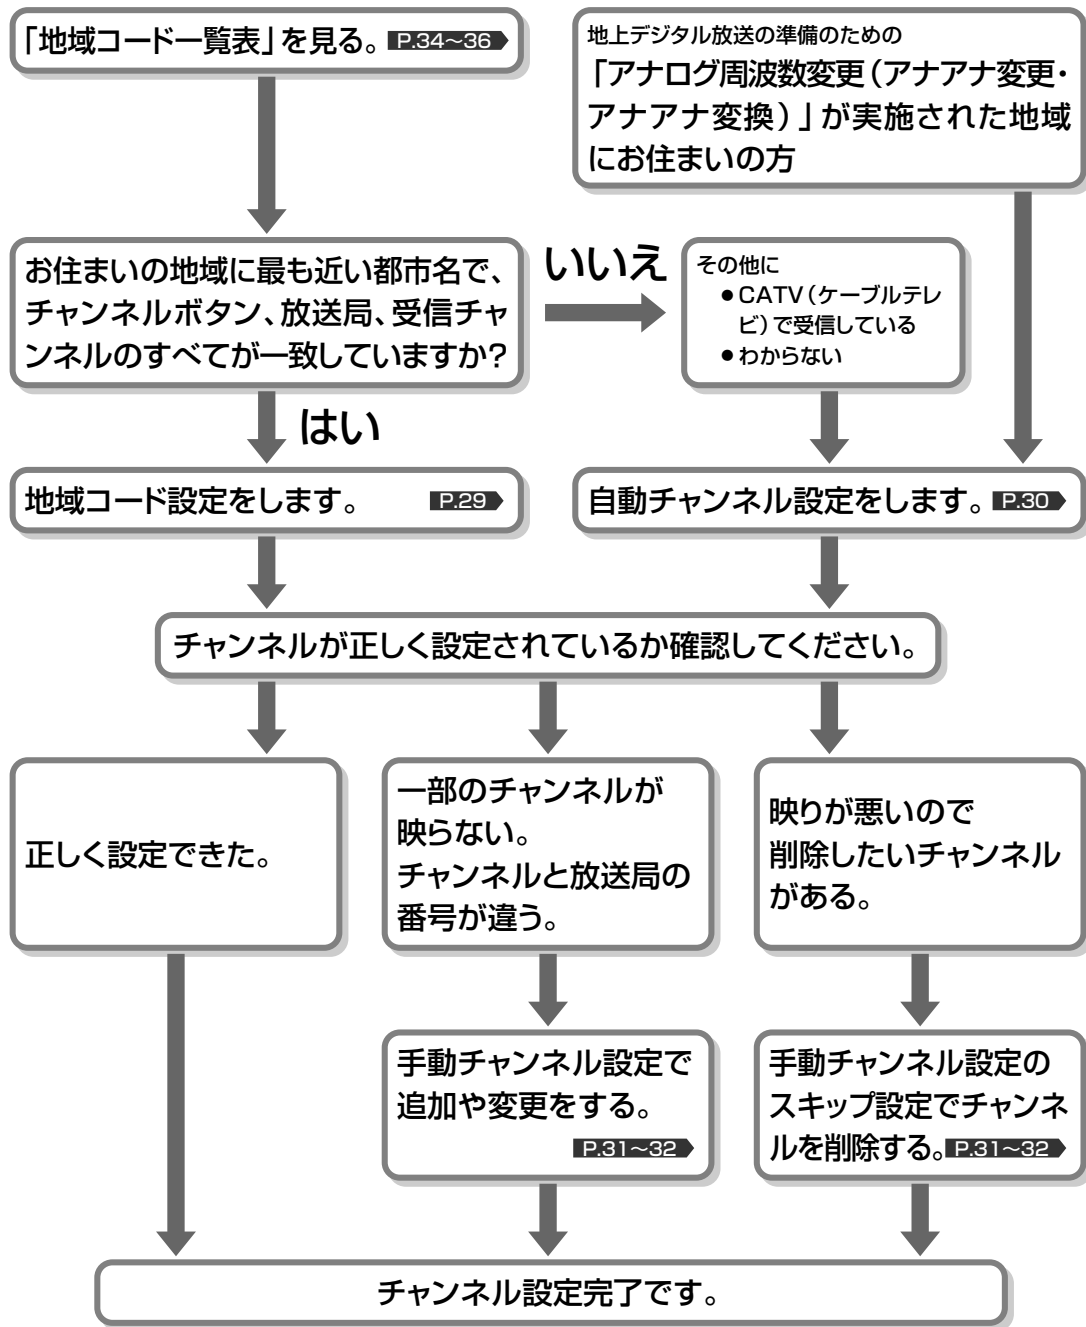 「地域コード一覧表」を見る。 P.34～36
地上デジタル放送の準備のための
「アナログ周波数変更（アナアナ変更・
アナアナ変換）」が実施された地域
にお住まいの方
お住まいの地域に最も近い都市名で、
チャンネルボタン、放送局、受信チャ
ンネルのすべてが一致していますか？
いいえ
その他に
●CATV（ケーブルテレ
ビ）で受信している
●わからない
はい
地域コード設定をします。 P.29
自動チャンネル設定をします。 P.30
チャンネルが正しく設定されているか確認してください。
正しく設定できた。
一部のチャンネルが
映らない。
チャンネルと放送局の
番号が違う。
映りが悪いので
削除したいチャンネル
がある。
手動チャンネル設定で
追加や変更をする。
P.31～32
手動チャンネル設定の
スキップ設定でチャンネ
ルを削除する。 P.31～32
チャンネル設定完了です。